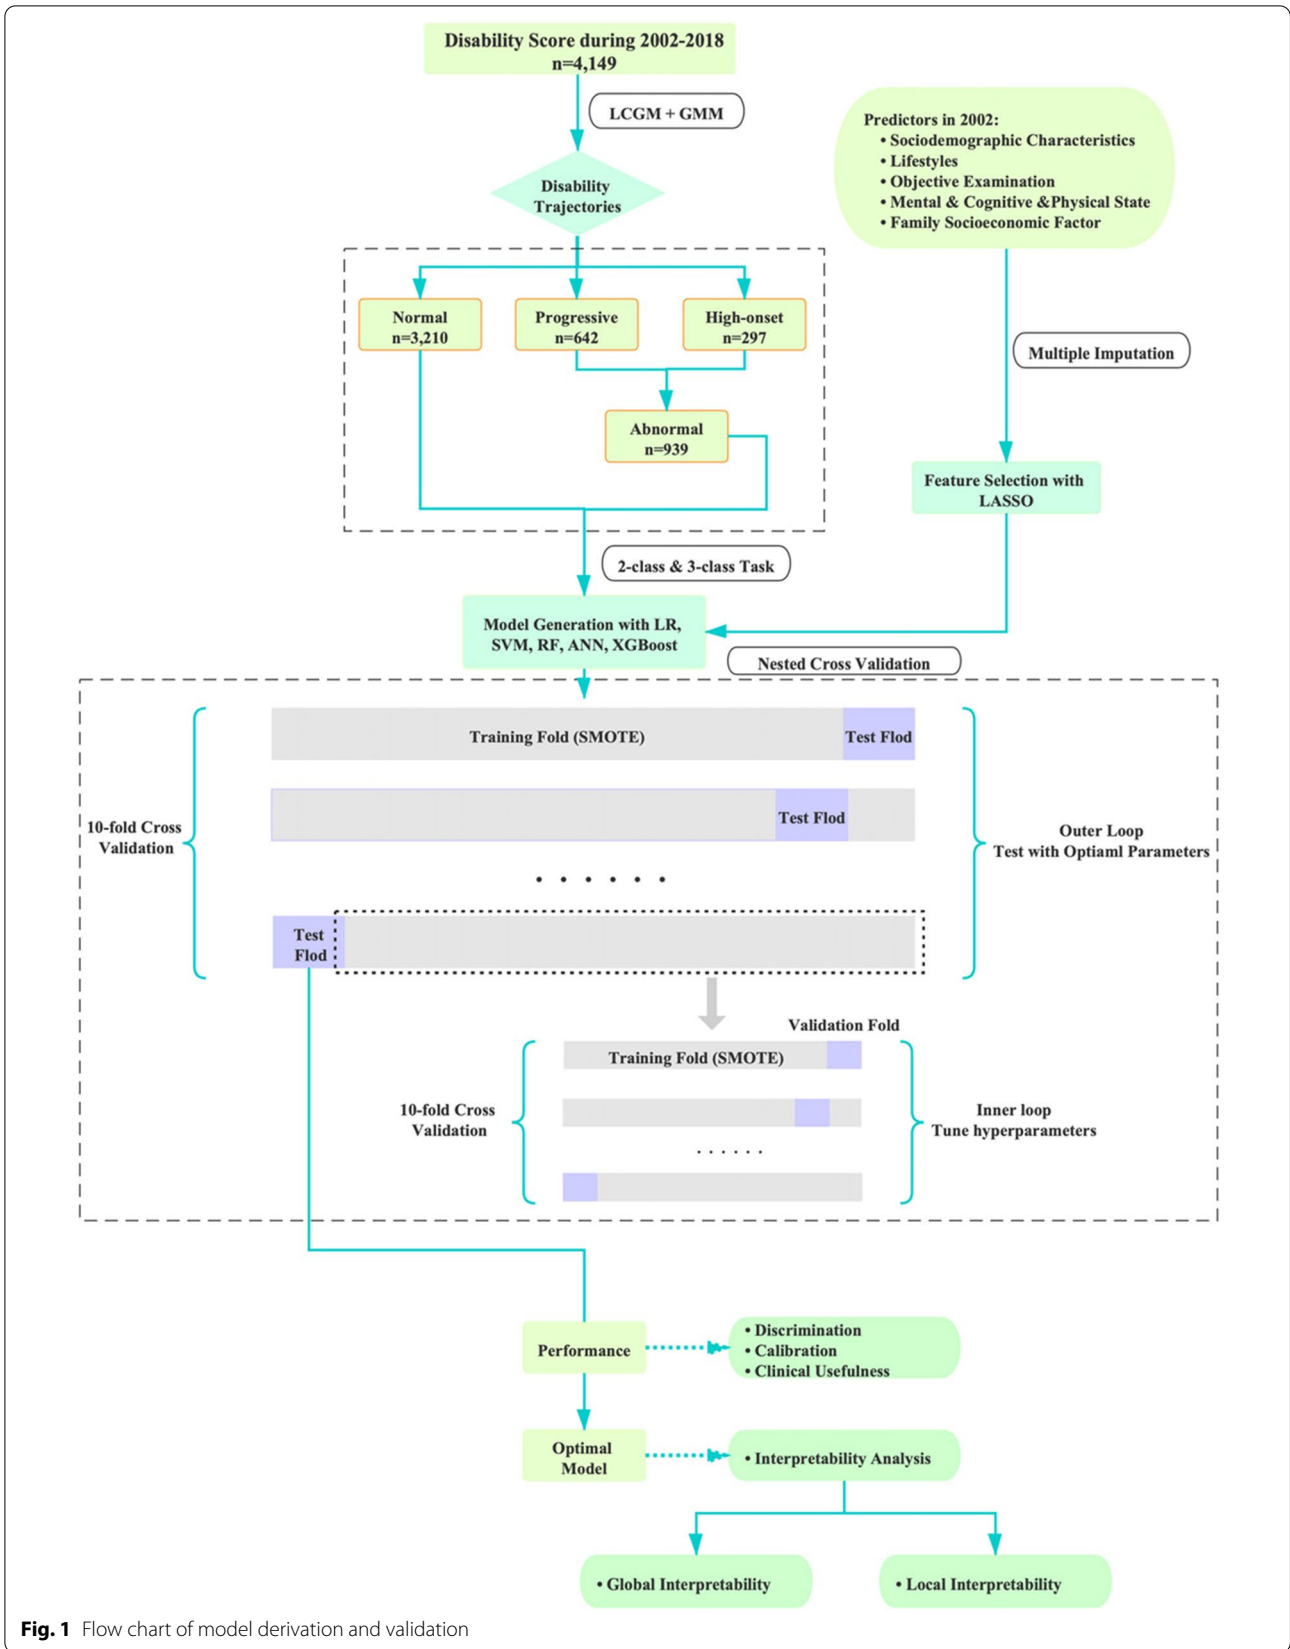 Disability Score during 2002-2018
n=4,149
LCGM + GMM
Predictors in 2002:
• Sociodemographic Characteristics
• Lifestyles
• Objective Examination
• Mental & Cognitive &Physical State
• Family Socioeconomic Factor
Disability
Trajectories
Normal
n=3,210
Progressive
n=642
High-onset
n=297
Multiple Imputation
Abnormal
n=939
Feature Selection with
LASSO
2-class & 3-class Task
Model Generation with LR,
SVM, RF, ANN, XGBoost
Nested Cross Validation
Training Fold (SMOTE)
Test Flod
10-fold Cross
Validation
Test Flod
Outer Loop
Test with Optiaml Parameters
. . . . . .
Test
Flod
Validation Fold
Training Fold (SMOTE)
10-fold Cross
Validation
Inner loop
Tune hyperparameters
. . . . . .
Performance
• Discrimination
• Calibration
• Clinical Usefulness
Optimal
Model
• Interpretability Analysis
• Global Interpretability
• Local Interpretability
Fig. 1 Flow chart of model derivation and validation